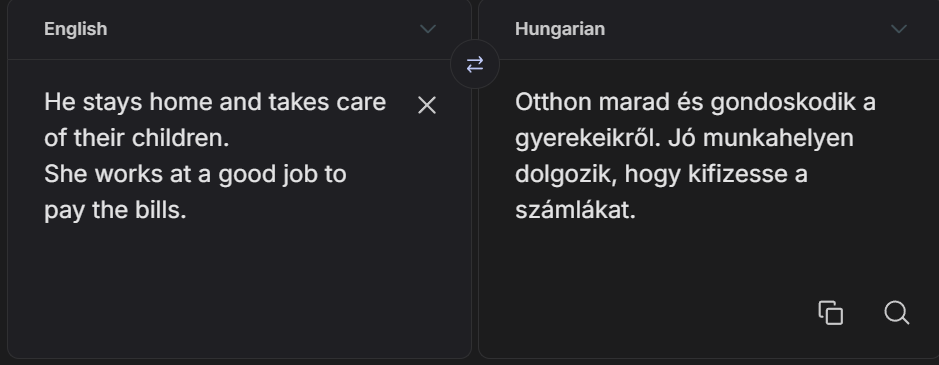 English
He stays home and takes care
of their children.
She works at a good job to
pay the bills.
Hungarian
Otthon marad és gondoskodik a
gyerekeikről. Jó munkahelyen
dolgozik, hogy kifizesse a
számlákat.